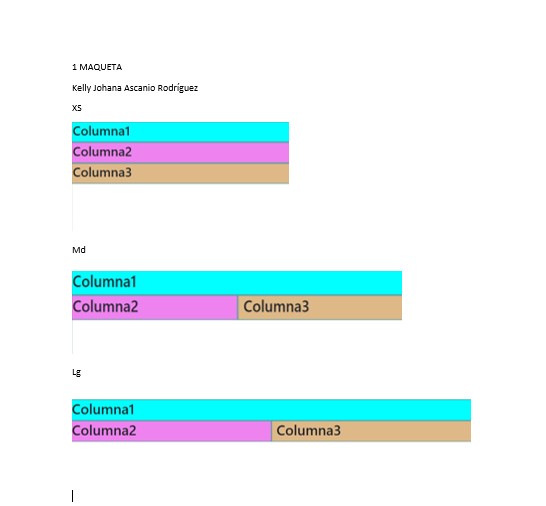 1 MAQUETA
Kelly Johana Ascanio Rodríguez
XS
Columna1
Columna2
Columna3
Md
Columna1
Columna2 Columna3
Lg
Columna1
Columna2 Columna3